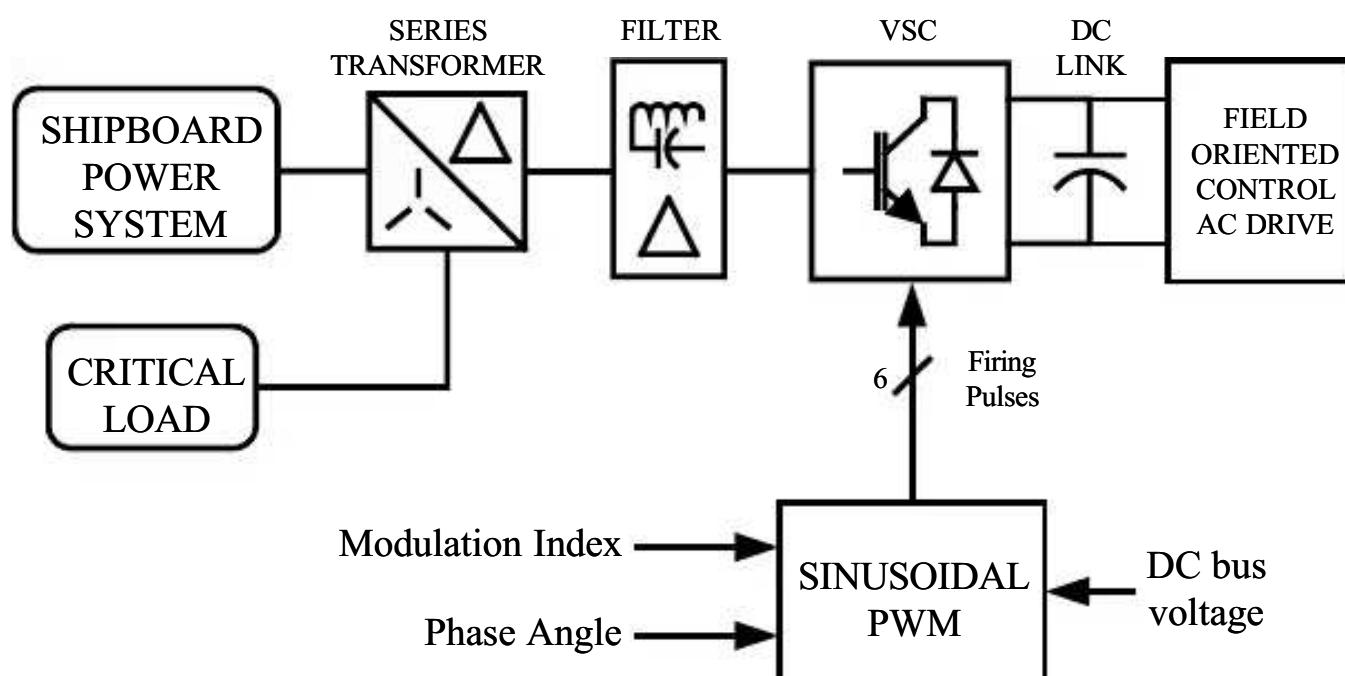 SERIES
TRANSFORMER
FILTER
VSC
DC
LINK
SHIPBOARD
POWER
SYSTEM
FIELD
ORIENTED
CONTROL
AC DRIVE
CRITICAL
LOAD
6
Firing
Pulses
Modulation Index
Phase Angle
SINUSOIDAL
PWM
DC bus
voltage